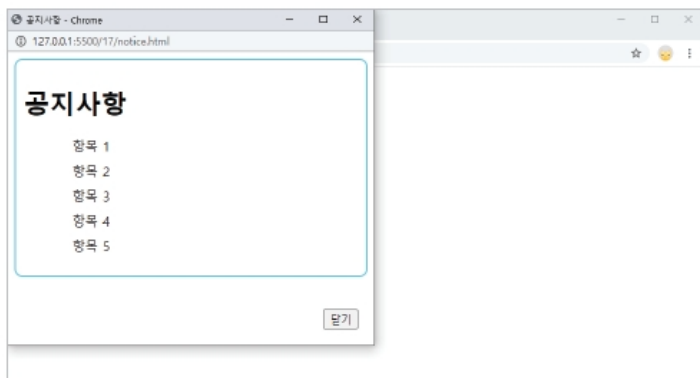 공지사항 - Chrome
127.0.0.1:5500/17/notice.html
공지사항
항목 1
항목 2
항목 3
항목 4
항목 5
닫기